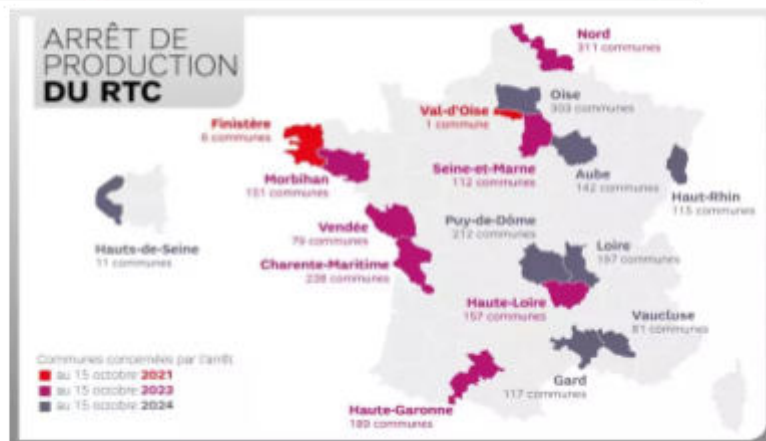 ARRÊT DE
PRODUCTION
DU RTC
Nord
311 communes
Oise
303 communes
Val-d'Oise
1 commune
Finistère
6 communes
Seine-et-Marne
112 communes
Aube
142 communes
Haut-Rhin
115 communes
Morbihan
151 communes
Vendée
79 communes
Puy-de-Dôme
212 communes
Loire
197 communes
Hauts-de-Seine
11 communes
Charente-Maritime
238 communes
Haute-Loire
157 communes
Vaucluse
81 communes
Gard
117 communes
Haute-Garonne
189 communes
Communes concernées par l'arrêt
au 15 octobre 2021
au 15 octobre 2023
au 15 octobre 2024